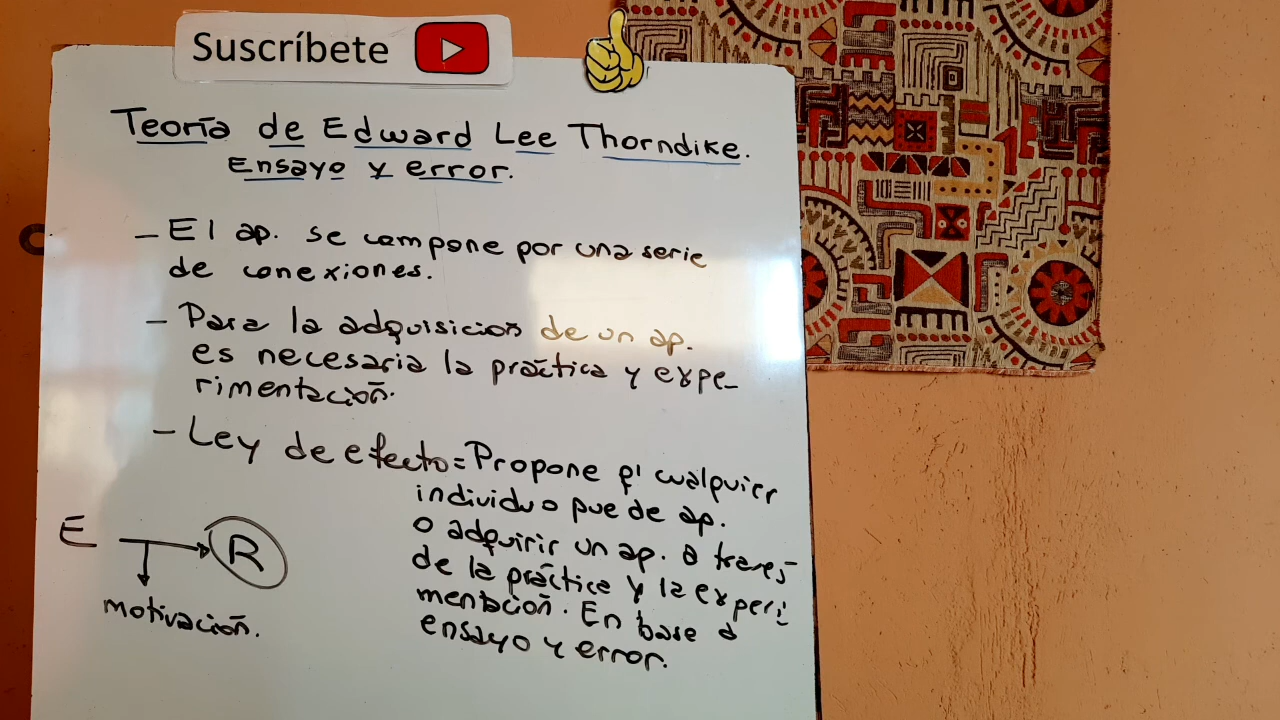 Suscríbete
Teoría de Edward Lee Thorndike.
Ensayo y error.
- El ap. se compone por una serie
de conexiones.
- Para la adquisición de un ap.
es necesaria la práctica y expe-
rimentación.
- Ley de efecto = Propone q' cualquier
individuo puede ap.
o adquirir un ap. a través
de la práctica y la experi
mentación. En base a
ensayo y error.
E → R
motivación.